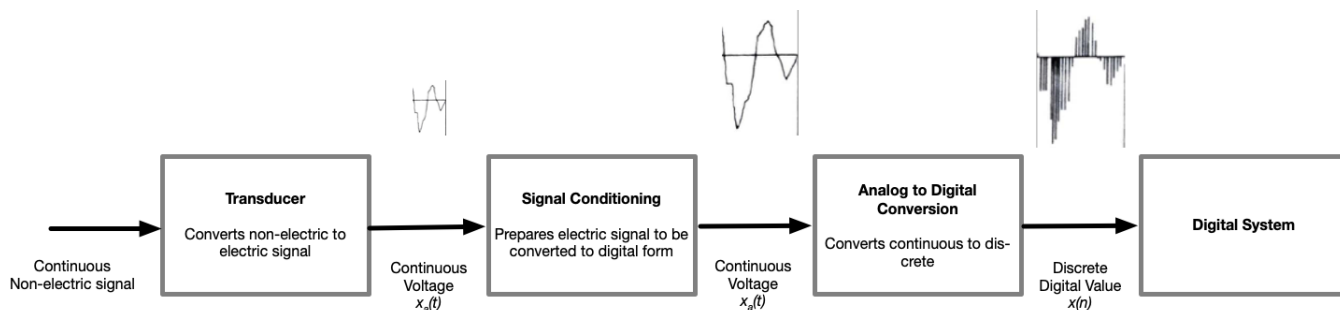 Transducer
Converts non-electric to
electric signal
Signal Conditioning
Prepares electric signal to be
converted to digital form
Analog to Digital
Conversion
Converts continuous to dis-
crete
Digital System
Continuous
Non-electric signal
Continuous
Voltage
xₐ(t)
Continuous
Voltage
xₐ(t)
Discrete
Digital Value
x(n)